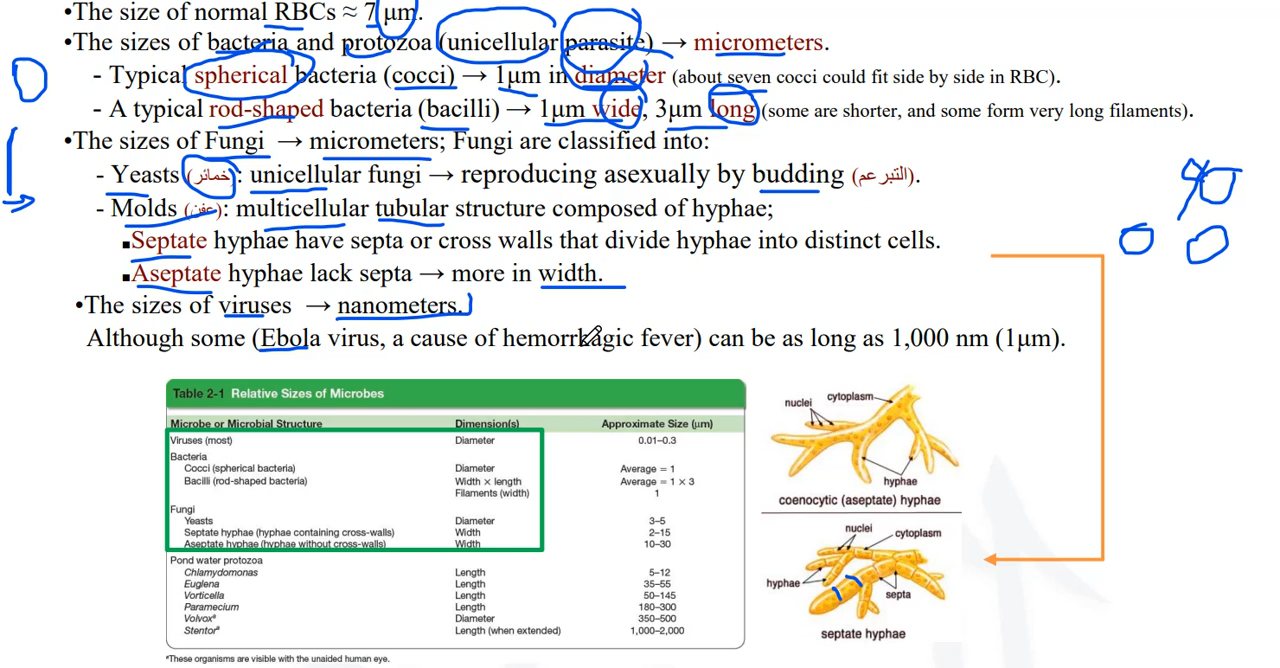 •The size of normal RBCs ≈ 7 μm.
•The sizes of bacteria and protozoa (unicellular parasite) → micrometers.
- Typical spherical bacteria (cocci) → 1μm in diameter (about seven cocci could fit side by side in RBC).
- A typical rod-shaped bacteria (bacilli) → 1μm wide, 3μm long (some are shorter, and some form very long filaments).
•The sizes of Fungi → micrometers; Fungi are classified into:
- Yeasts (خمائر): unicellular fungi → reproducing asexually by budding (التبرعم).
- Molds (عفن): multicellular tubular structure composed of hyphae;
▪Septate hyphae have septa or cross walls that divide hyphae into distinct cells.
▪Aseptate hyphae lack septa → more in width.
•The sizes of viruses → nanometers.
Although some (Ebola virus, a cause of hemorrhagic fever) can be as long as 1,000 nm (1μm).
Table 2-1 Relative Sizes of Microbes
Microbe or Microbial Structure Dimension(s) Approximate Size (μm)
Viruses (most) Diameter 0.01–0.3
Bacteria
Cocci (spherical bacteria) Diameter Average = 1
Bacilli (rod-shaped bacteria) Width × length Average = 1 × 3
Filaments (width) 1
Fungi
Yeasts Diameter 3–5
Septate hyphae (hyphae containing cross-walls) Width 2–15
Aseptate hyphae (hyphae without cross-walls) Width 10–30
Pond water protozoa
Chlamydomonas Length 5–12
Euglena Length 35–55
Vorticella Length 50–145
Paramecium Length 180–300
Volvoxᵃ Diameter 350–500
Stentorᵃ Length (when extended) 1,000–2,000
ᵃThese organisms are visible with the unaided human eye.
nuclei cytoplasm
hyphae
coenocytic (aseptate) hyphae
nuclei cytoplasm
hyphae
septa
septate hyphae